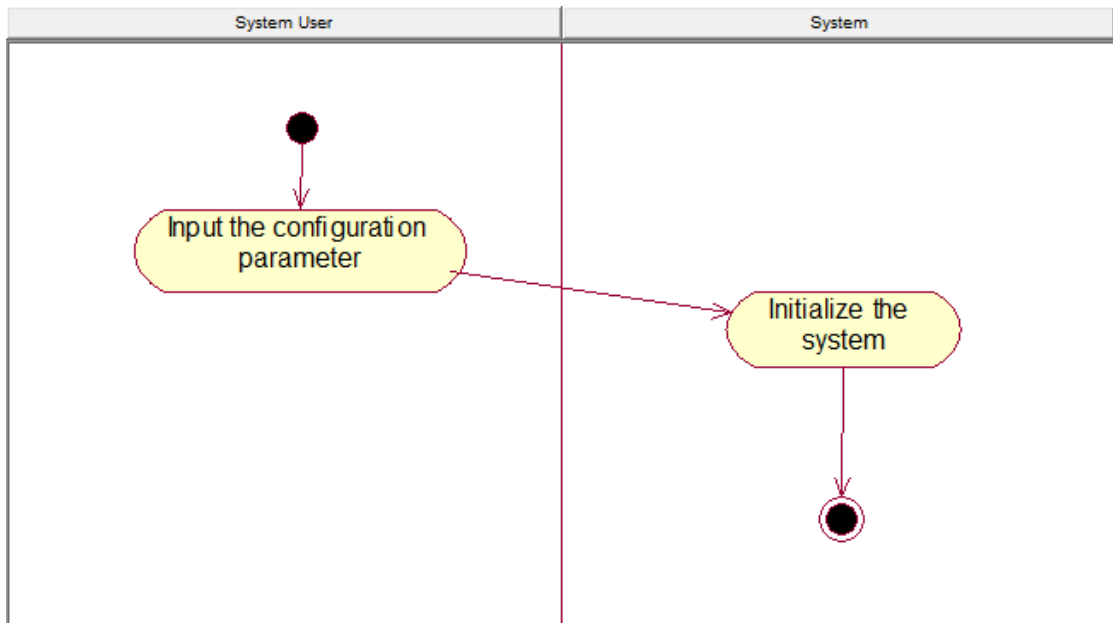 System User
System
Input the configuration
parameter
Initialize the
system